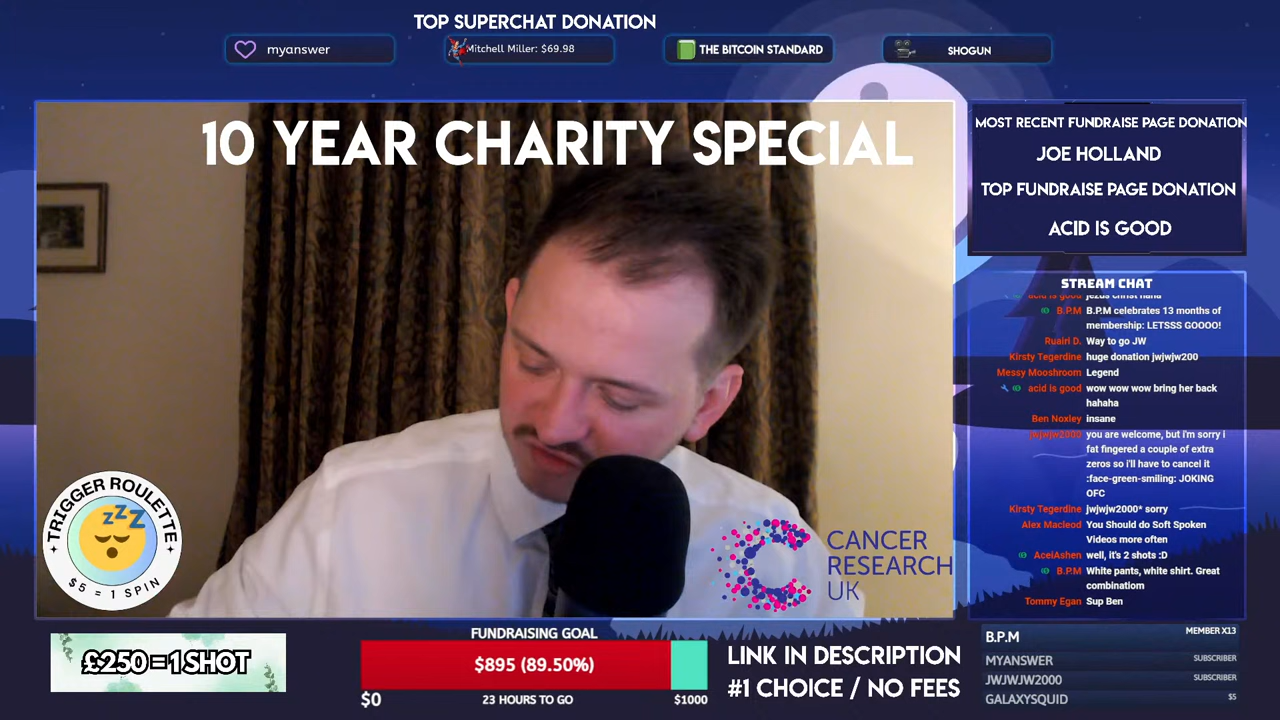 TOP SUPERCHAT DONATION
myanswer
Mitchell Miller: $69.98
THE BITCOIN STANDARD
SHOGUN
10 YEAR CHARITY SPECIAL
MOST RECENT FUNDRAISE PAGE DONATION
JOE HOLLAND
TOP FUNDRAISE PAGE DONATION
ACID IS GOOD
STREAM CHAT
acid is good jezus christ haha
B.P.M B.P.M celebrates 13 months of
membership: LETSSS GOOOO!
Ruairi D. Way to go JW
Kirsty Tegerdine huge donation jwjwjw200
Messy Mooshroom Legend
acid is good wow wow wow bring her back
hahaha
Ben Noxley insane
jwjwjw2000 you are welcome, but I'm sorry I
fat fingered a couple of extra
zeros so i'll have to cancel it
:face-green-smiling: JOKING
OFC
Kirsty Tegerdine jwjwjw2000* sorry
Alex Macleod You Should do Soft Spoken
Videos more often
AceiAshen well, it's 2 shots :D
B.P.M White pants, white shirt. Great
combinatiom
Tommy Egan Sup Ben
TRIGGER ROULETTE
zzz
$5 = 1 SPIN
CANCER
RESEARCH
UK
£250 = 1 SHOT
FUNDRAISING GOAL
$895 (89.50%)
$0
23 HOURS TO GO
$1000
LINK IN DESCRIPTION
#1 CHOICE / NO FEES
B.P.M MEMBER X13
MYANSWER SUBSCRIBER
JWJWJW2000 SUBSCRIBER
GALAXYSQUID $5